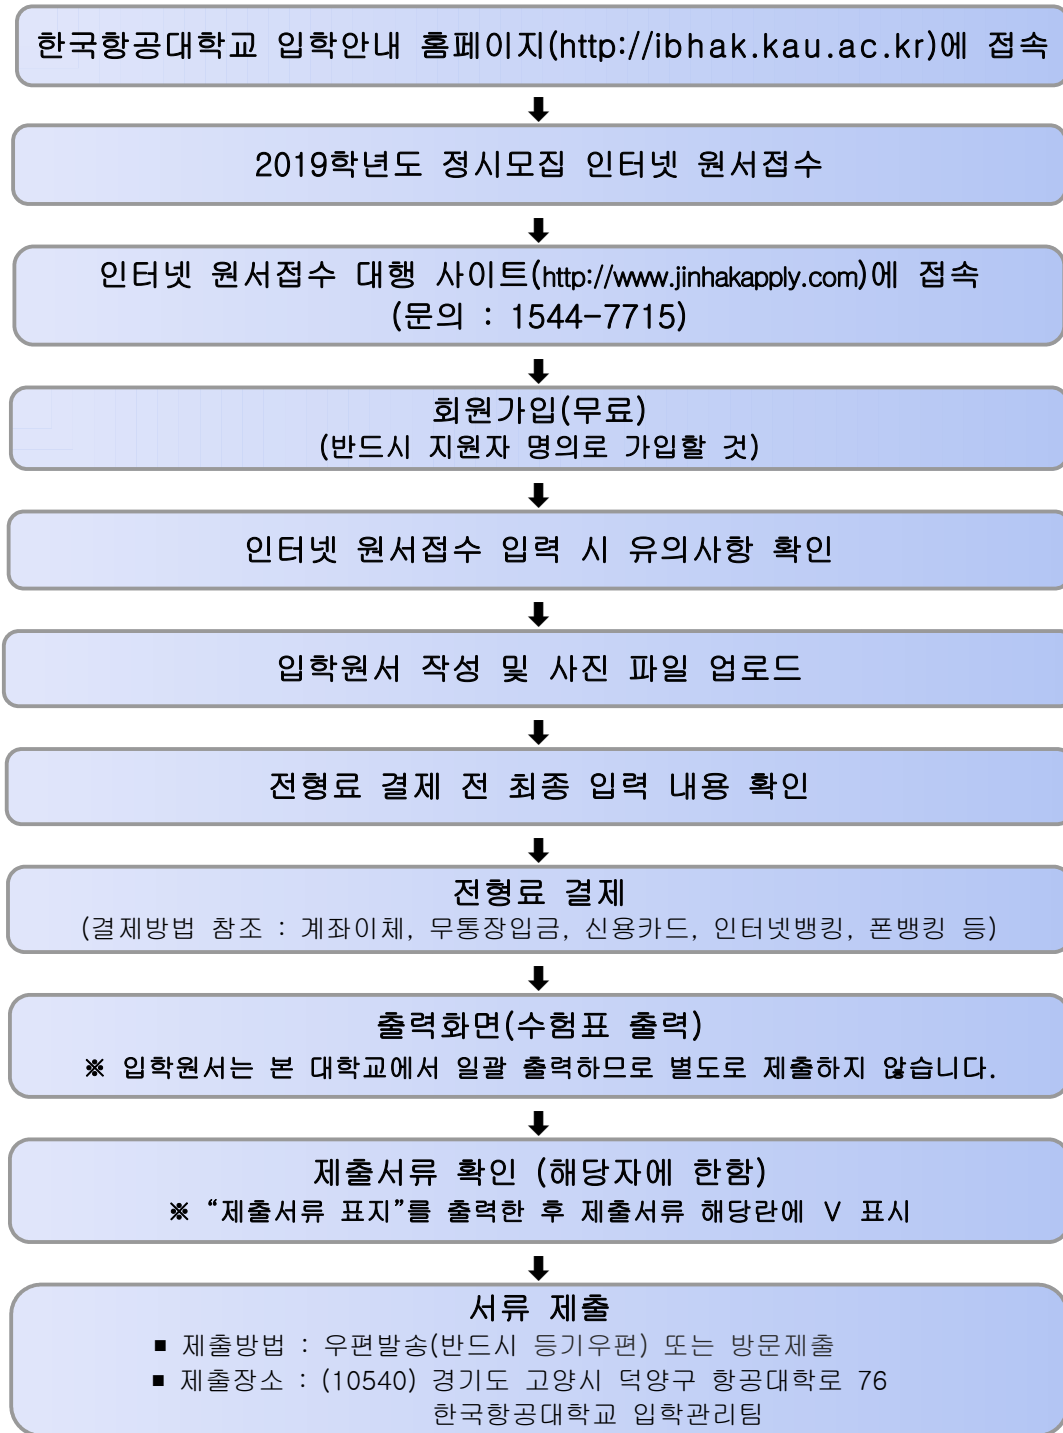 한국항공대학교 입학안내 홈페이지(http://ibhak.kau.ac.kr)에 접속
2019학년도 정시모집 인터넷 원서접수
인터넷 원서접수 대행 사이트(http://www.jinhakapply.com)에 접속
(문의 : 1544-7715)
회원가입(무료)
(반드시 지원자 명의로 가입할 것)
인터넷 원서접수 입력 시 유의사항 확인
입학원서 작성 및 사진 파일 업로드
전형료 결제 전 최종 입력 내용 확인
전형료 결제
(결제방법 참조 : 계좌이체, 무통장입금, 신용카드, 인터넷뱅킹, 폰뱅킹 등)
출력화면(수험표 출력)
※ 입학원서는 본 대학교에서 일괄 출력하므로 별도로 제출하지 않습니다.
제출서류 확인 (해당자에 한함)
※ “제출서류 표지”를 출력한 후 제출서류 해당란에 V 표시
서류 제출
■ 제출방법 : 우편발송(반드시 등기우편) 또는 방문제출
■ 제출장소 : (10540) 경기도 고양시 덕양구 항공대학로 76
한국항공대학교 입학관리팀